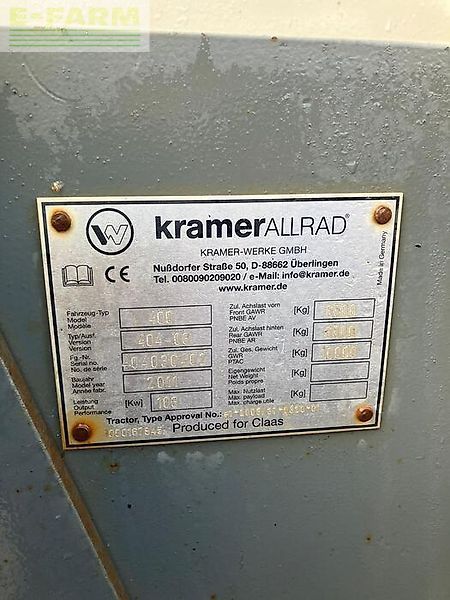 E-FARM
W
kramerALLRAD®
KRAMER-WERKE GMBH
Nußdorfer Straße 50, D-88662 Überlingen
Tel. 0080090209020 / e-Mail: info@kramer.de
www.kramer.de
CE
Made in Germany
Fahrzeug-Typ
Model
Modèle
Typ/Ausf.
Version
Version
Fg.-Nr.
Serial no.
No. de série
Baujahr
Model year
Année fabr.
2011
Leistung
Output
Performance
[Kw]
Zul. Achslast vorn
Front GAWR
PNBE AV
[Kg]
Zul. Achslast hinten
Rear GAWR
PNBE AR
[Kg]
Zul. Ges. Gewicht
GWR
PTAC
[Kg]
Eigengewicht
Net Weight
Poids propre
[Kg]
Max. Nutzlast
Max. payload
Max. charge utile
[Kg]
Tractor, Type Approval No.:
Produced for Claas